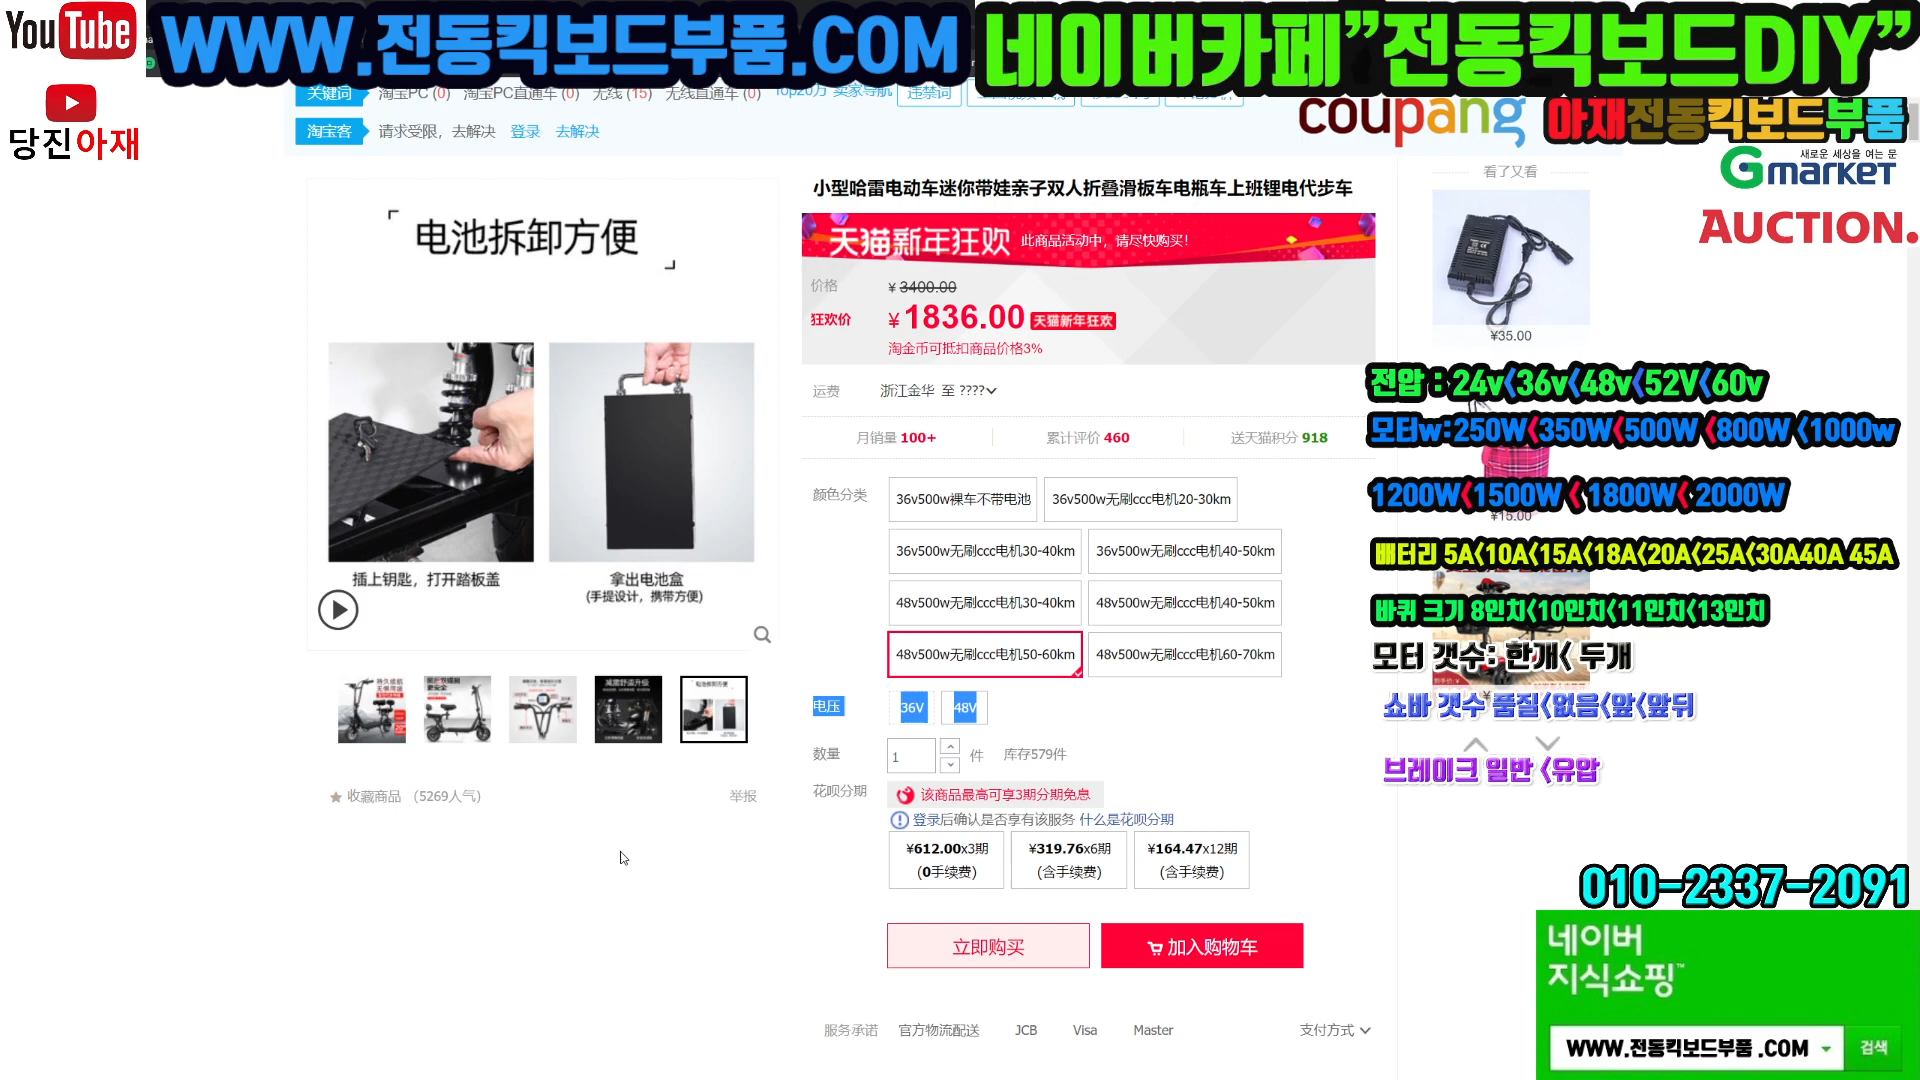 YouTube
WWW.전동킥보드부품.COM
네이버카페"전동킥보드DIY"
당진아재
关键词 淘宝PC (0) 淘宝PC直通车 (0) 无线 (15) 无线直通车 (0) Top20万 卖家导航 违禁词
淘宝客 请求受限，去解决 登录 去解决
coupang
아재전동킥보드부품
새로운 세상을 여는 문
Gmarket
AUCTION.
电池拆卸方便
插上钥匙，打开踏板盖
拿出电池盒
(手提设计，携带方便)
电池拆卸方便
收藏商品 (5269人气)
举报
小型哈雷电动车迷你带娃亲子双人折叠滑板车电瓶车上班锂电代步车
天猫新年狂欢 此商品活动中，请尽快购买!
价格 ¥ 3400.00
狂欢价 ¥ 1836.00 天猫新年狂欢
淘金币可抵扣商品价格3%
运费 浙江金华 至 ????
月销量 100+ 累计评价 460 送天猫积分 918
颜色分类 36v500w裸车不带电池 36v500w无刷ccc电机20-30km
36v500w无刷ccc电机30-40km 36v500w无刷ccc电机40-50km
48v500w无刷ccc电机30-40km 48v500w无刷ccc电机40-50km
48v500w无刷ccc电机50-60km 48v500w无刷ccc电机60-70km
电压 36V 48V
数量 1 件 库存579件
花呗分期 该商品最高可享3期分期免息
登录后确认是否享有该服务 什么是花呗分期
¥612.00x3期 ¥319.76x6期 ¥164.47x12期
(0手续费) (含手续费) (含手续费)
立即购买 加入购物车
服务承诺 官方物流配送 JCB Visa Master 支付方式
看了又看
¥35.00
전압 : 24v<36v<48v<52V<60v
모터w:250W<350W<500W <800W <1000w
1200W<1500W < 1800W< 2000W
¥15.00
배터리 5A<10A<15A<18A<20A<25A<30A40A 45A
바퀴 크기 8인치<10인치<11인치<13인치
모터 갯수: 한개< 두개
쇼바 갯수 품질<없음<앞<앞뒤
브레이크 일반 <유압
010-2337-2091
네이버
지식쇼핑™
WWW.전동킥보드부품 .COM 검색